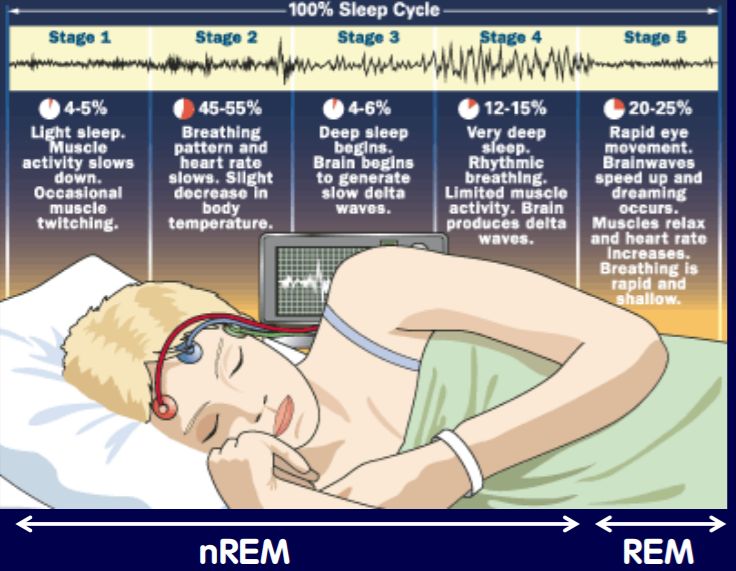 100% Sleep Cycle
Stage 1
Stage 2
Stage 3
Stage 4
Stage 5
4-5%
Light sleep.
Muscle
activity slows
down.
Occasional
muscle
twitching.
45-55%
Breathing
pattern and
heart rate
slows. Slight
decrease in
body
temperature.
4-6%
Deep sleep
begins.
Brain begins
to generate
slow delta
waves.
12-15%
Very deep
sleep.
Rhythmic
breathing.
Limited muscle
activity. Brain
produces delta
waves.
20-25%
Rapid eye
movement.
Brainwaves
speed up and
dreaming
occurs.
Muscles relax
and heart rate
increases.
Breathing is
rapid and
shallow.
nREM
REM